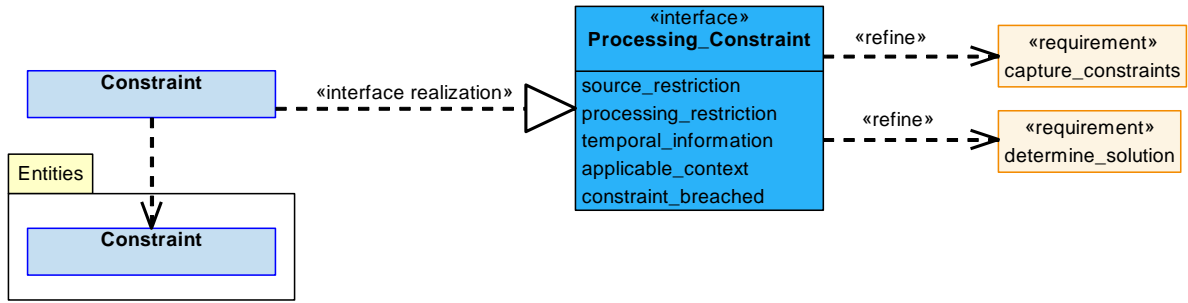 Constraint
«interface realization»
Entities
Constraint
«interface»
Processing_Constraint
source_restriction
processing_restriction
temporal_information
applicable_context
constraint_breached
«refine»
«requirement»
capture_constraints
«refine»
«requirement»
determine_solution